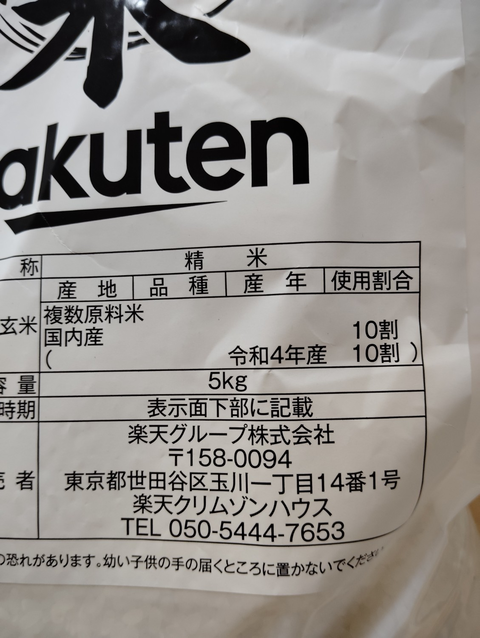 米
akuten
称 精 米
産 地 品 種 産 年 使用割合
玄米 複数原料米
国内産 10割
( 令和4年産 10割 )
容 量 5kg
時期 表示面下部に記載
売 者 楽天グループ株式会社
〒158-0094
東京都世田谷区玉川一丁目14番1号
楽天クリムゾンハウス
TEL 050-5444-7653
の恐れがあります。幼い子供の手の届くところに置かないでくださ